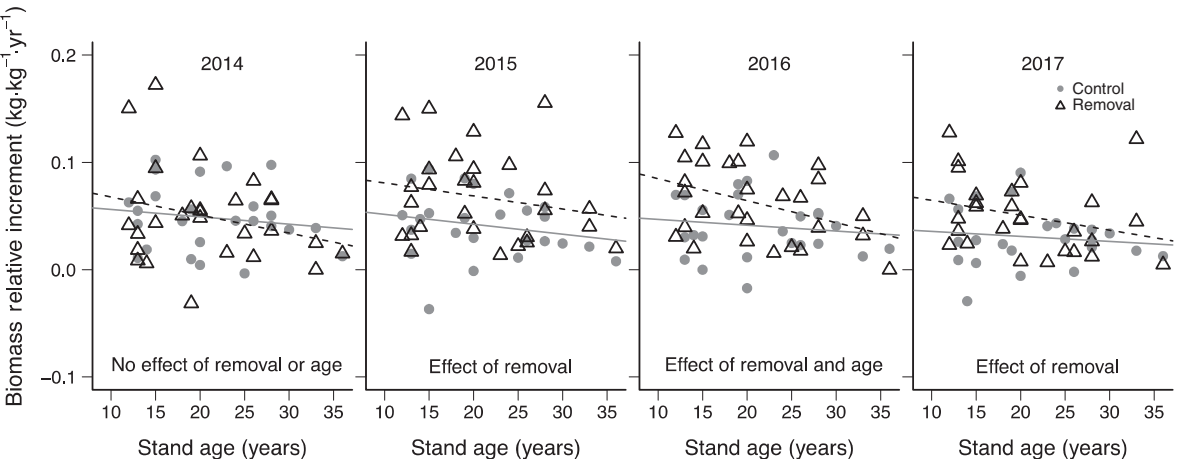 Biomass relative increment (kg·kg⁻¹·yr⁻¹)
0.2
0.1
0.0
−0.1
2014
No effect of removal or age
10 15 20 25 30 35
Stand age (years)
2015
Effect of removal
10 15 20 25 30 35
Stand age (years)
2016
Effect of removal and age
10 15 20 25 30 35
Stand age (years)
2017
Control
Removal
Effect of removal
10 15 20 25 30 35
Stand age (years)